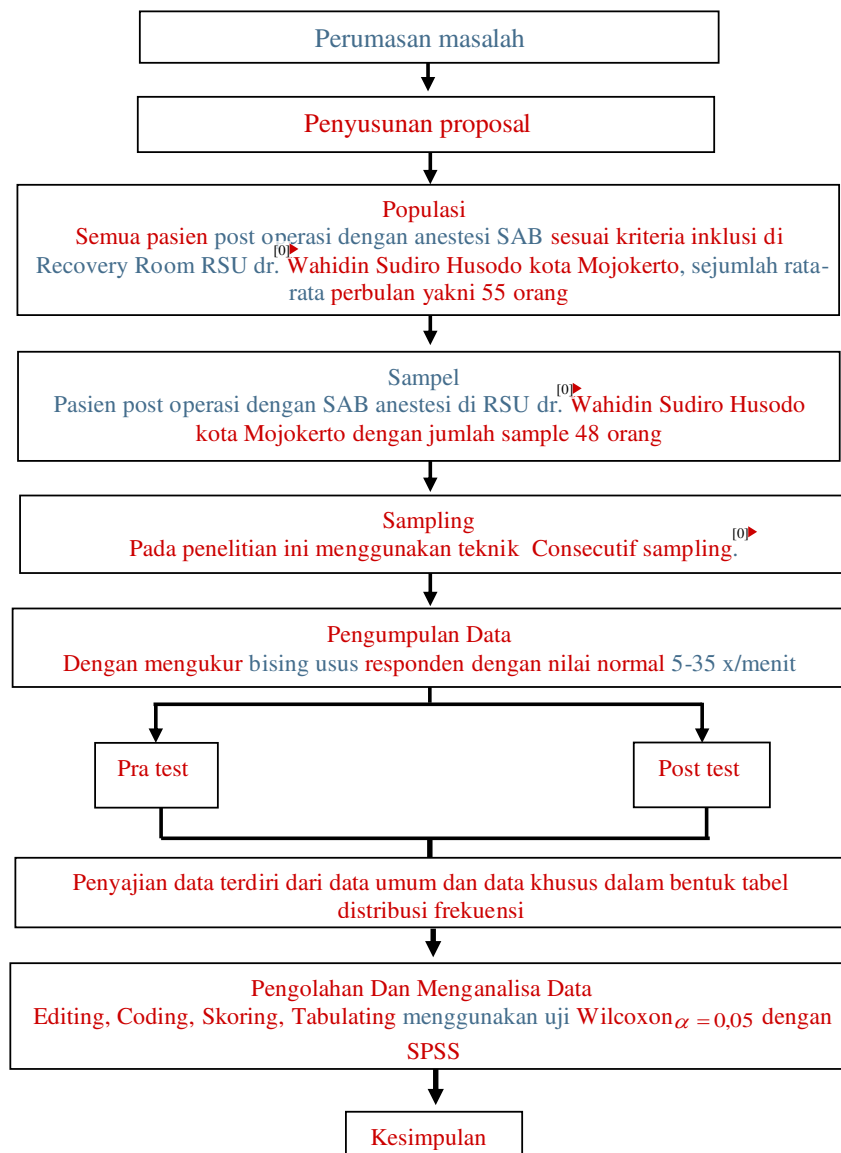 Perumasan masalah
Penyusunan proposal
Populasi
Semua pasien post operasi dengan anestesi SAB sesuai kriteria inklusi di
Recovery Room RSU dr.[0] Wahidin Sudiro Husodo kota Mojokerto, sejumlah rata-
rata perbulan yakni 55 orang
Sampel
Pasien post operasi dengan SAB anestesi di RSU dr.[0] Wahidin Sudiro Husodo
kota Mojokerto dengan jumlah sample 48 orang
Sampling
Pada penelitian ini menggunakan teknik Consecutif sampling.[0]
Pengumpulan Data
Dengan mengukur bising usus responden dengan nilai normal 5-35 x/menit
Pra test
Post test
Penyajian data terdiri dari data umum dan data khusus dalam bentuk tabel
distribusi frekuensi
Pengolahan Dan Menganalisa Data
Editing, Coding, Skoring, Tabulating menggunakan uji Wilcoxon α = 0,05 dengan
SPSS
Kesimpulan